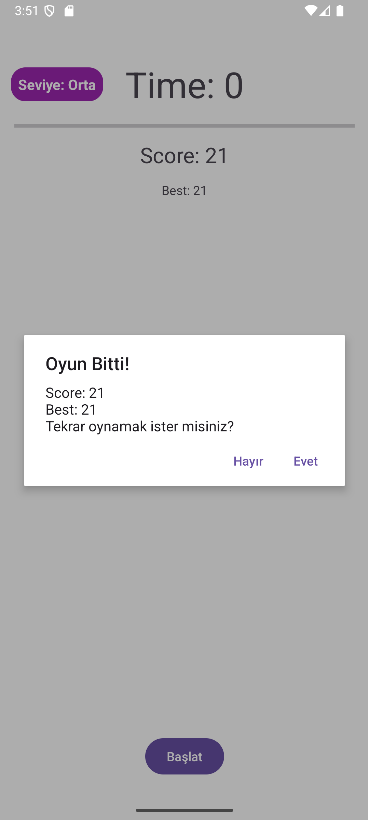 3:51
Seviye: Orta
Time: 0
Score: 21
Best: 21
Oyun Bitti!
Score: 21
Best: 21
Tekrar oynamak ister misiniz?
Hayır
Evet
Başlat